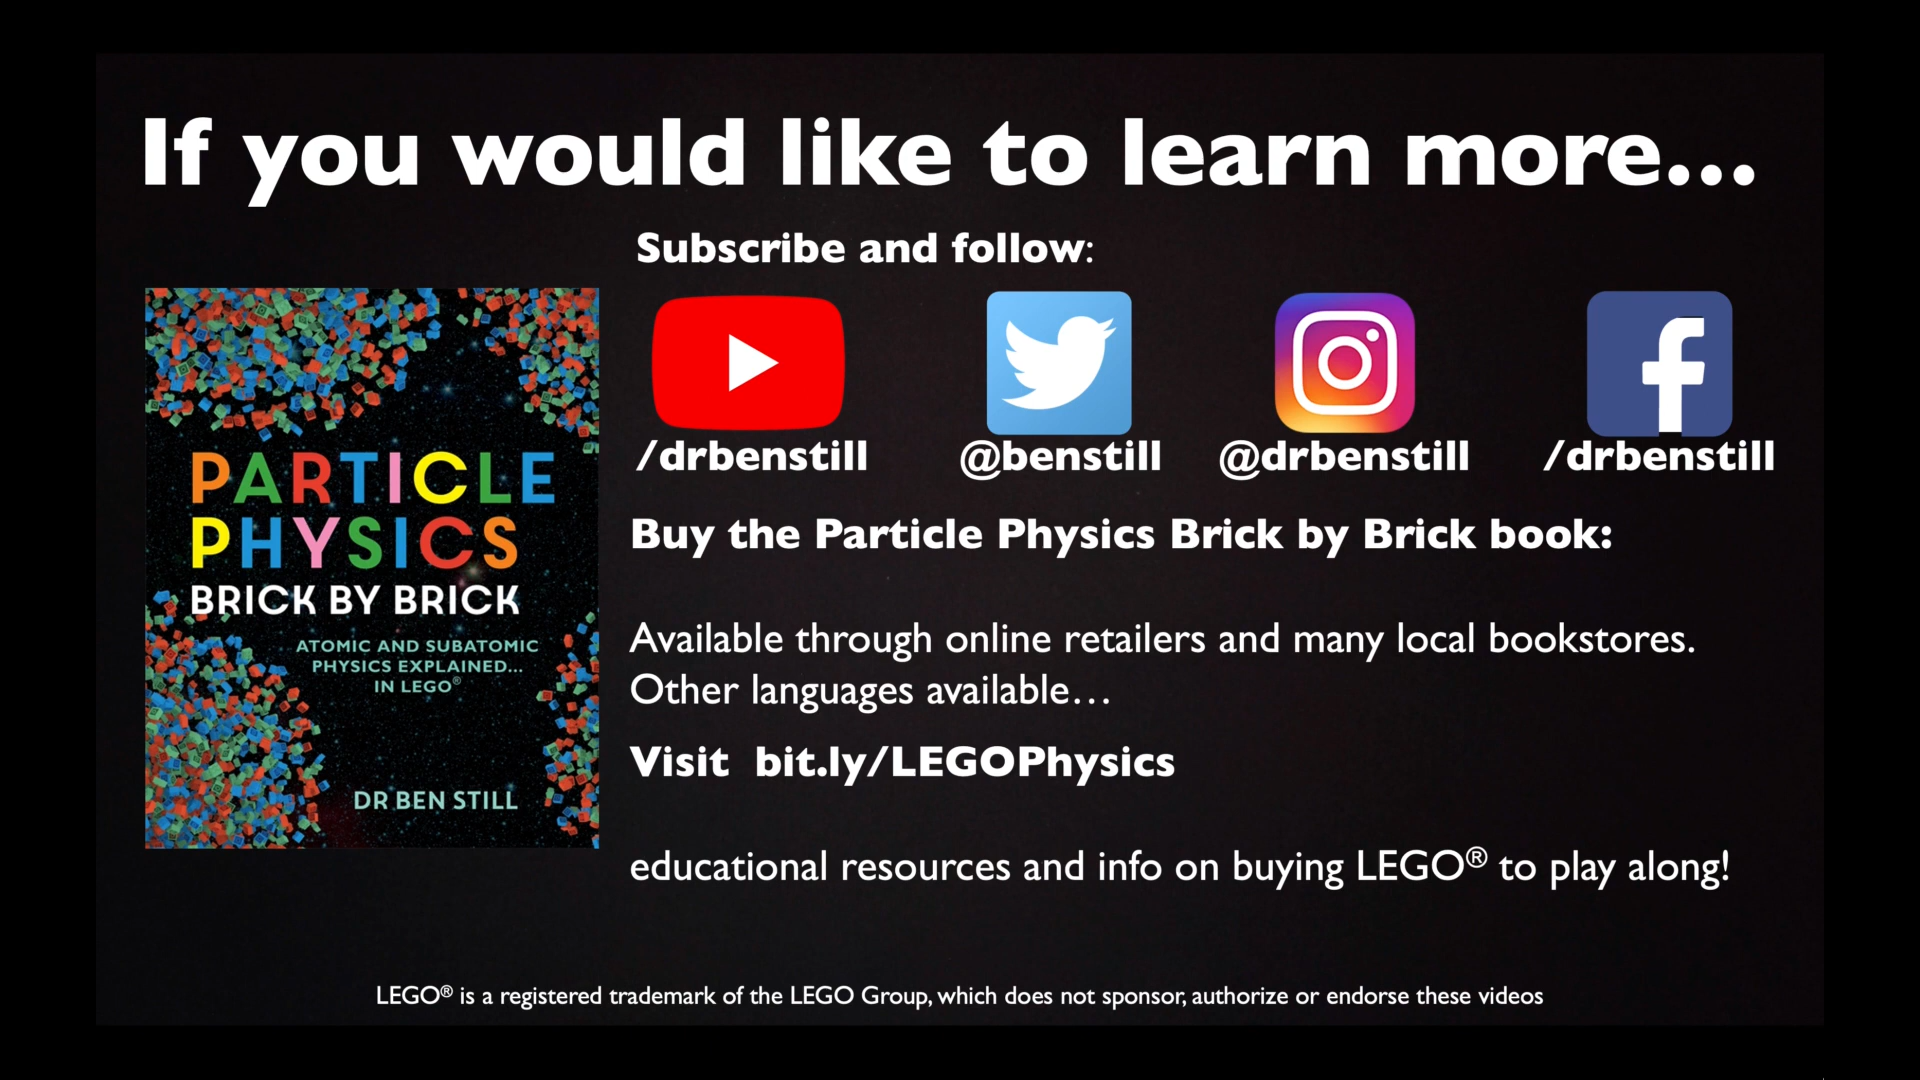 If you would like to learn more…
Subscribe and follow:
/drbenstill
@benstill
@drbenstill
/drbenstill
PARTICLE
PHYSICS
BRICK BY BRICK
ATOMIC AND SUBATOMIC
PHYSICS EXPLAINED...
IN LEGO®
DR BEN STILL
Buy the Particle Physics Brick by Brick book:
Available through online retailers and many local bookstores.
Other languages available…
Visit bit.ly/LEGOPhysics
educational resources and info on buying LEGO® to play along!
LEGO® is a registered trademark of the LEGO Group, which does not sponsor, authorize or endorse these videos